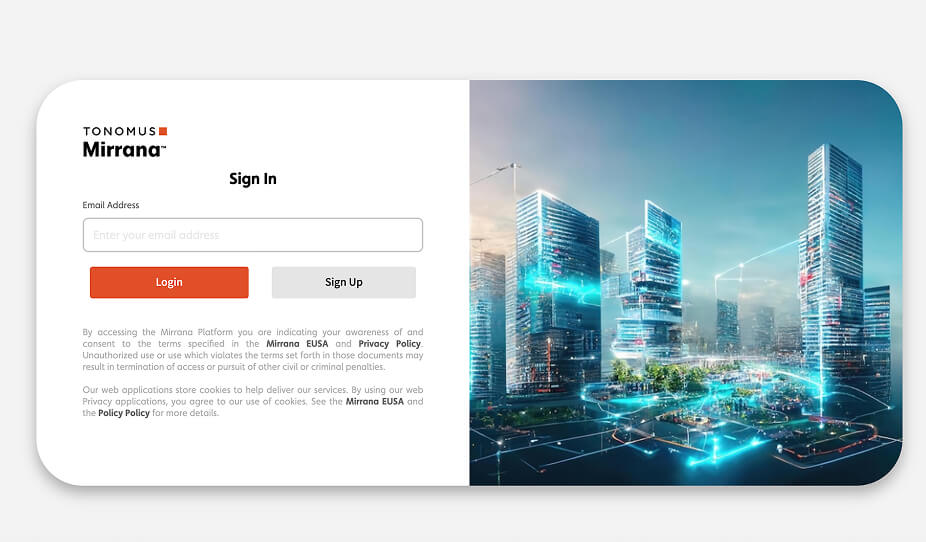 TONOMUS
Mirrana™
Sign In
Email Address
Enter your email address
Login
Sign Up
By accessing the Mirrana Platform you are indicating your awareness of and
consent to the terms specified in the Mirrana EUSA and Privacy Policy.
Unauthorized use or use which violates the terms set forth in those documents may
result in termination of access or pursuit of other civil or criminal penalties.
Our web applications store cookies to help deliver our services. By using our web
Privacy applications, you agree to our use of cookies. See the Mirrana EUSA and
the Policy Policy for more details.